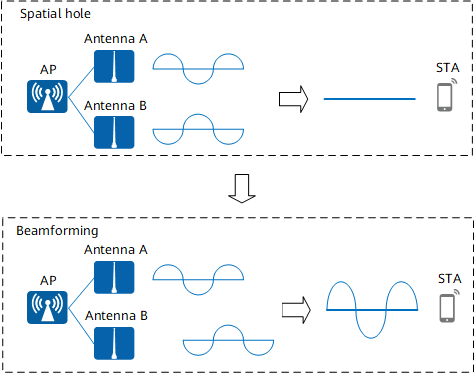 Spatial hole
Antenna A
AP
STA
Antenna B
Beamforming
Antenna A
AP
STA
Antenna B